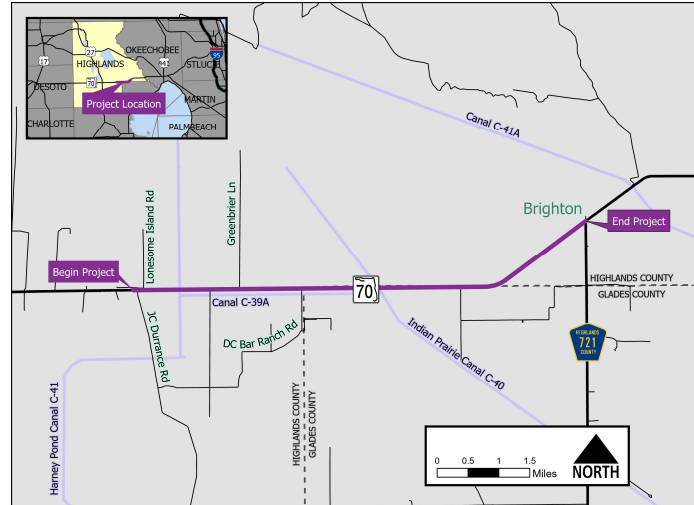 OKEECHOBEE
27
441
95
17
HIGHLANDS
ST LUCIE
70
DESOTO
Project Location
MARTIN
CHARLOTTE
PALM BEACH
Canal C-41A
Lonesome Island Rd
Greenbrier Ln
Brighton
End Project
Begin Project
HIGHLANDS COUNTY
GLADES COUNTY
70
Canal C-39A
JC Durrance Rd
DC Bar Ranch Rd
Indian Prairie Canal C-40
HIGHLANDS
721
COUNTY
Harney Pond Canal C-41
HIGHLANDS COUNTY
GLADES COUNTY
0 0.5 1 1.5
Miles
NORTH